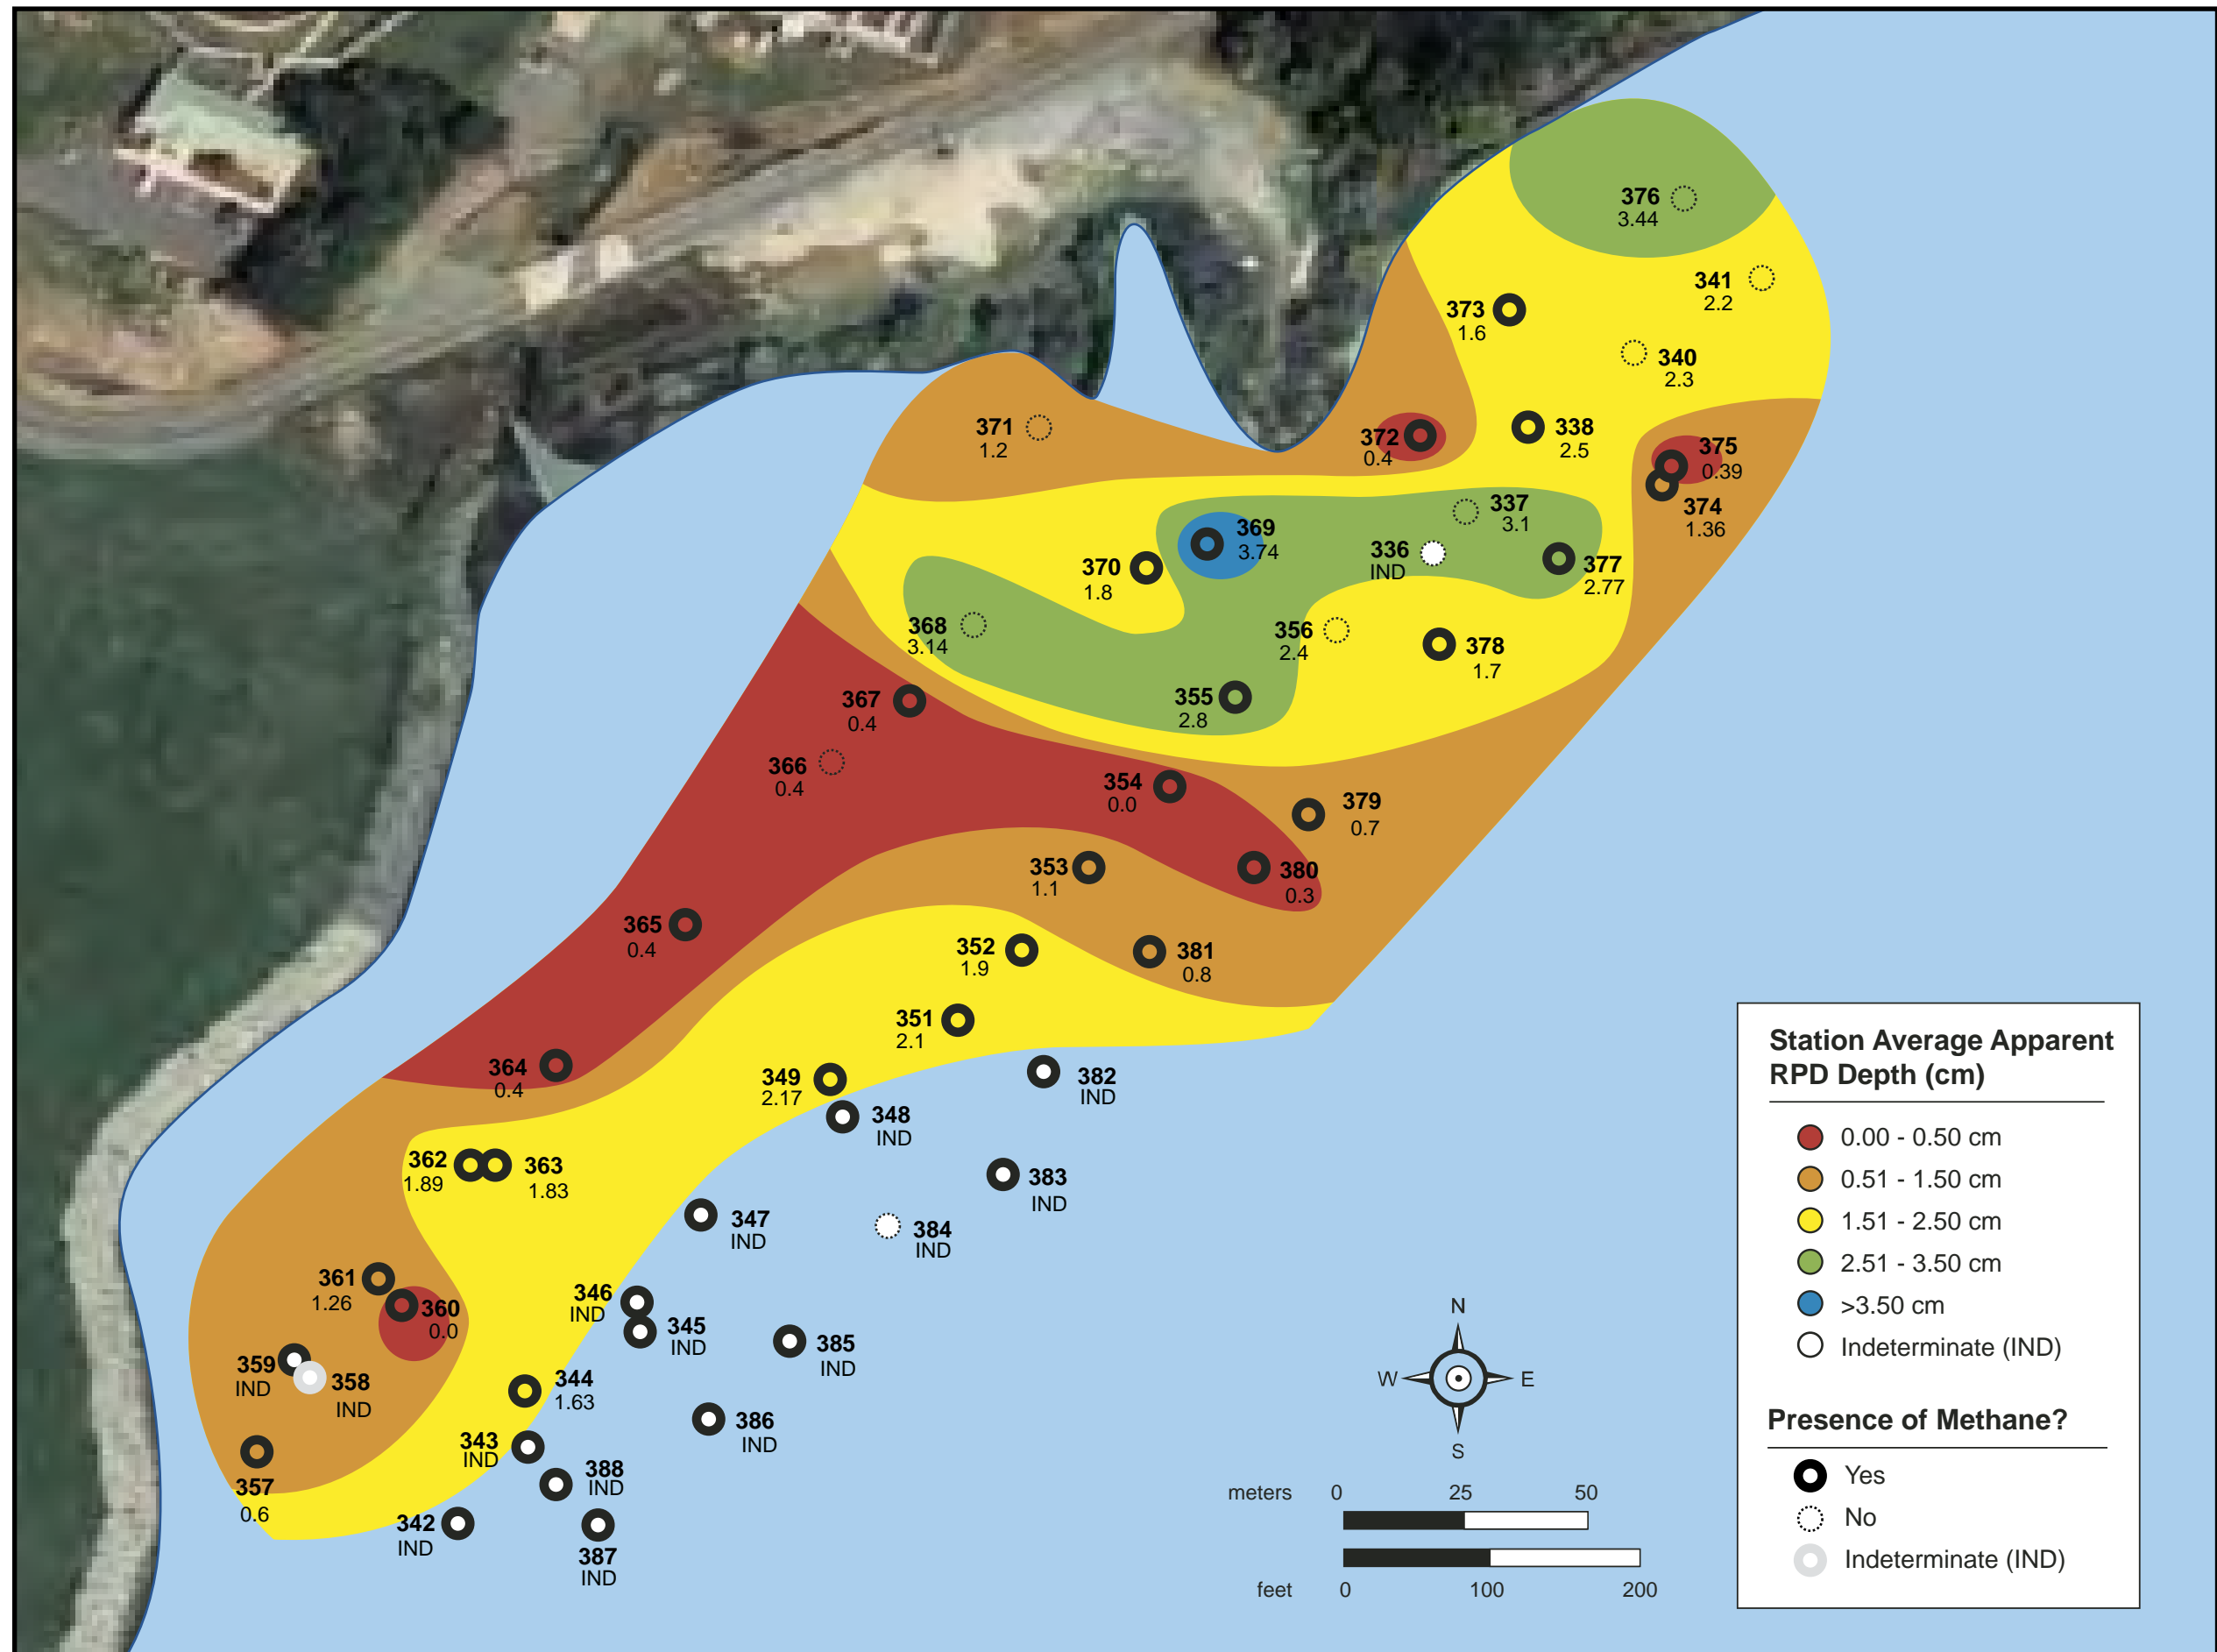 376
3.44
341
2.2
373
1.6
340
2.3
371
1.2
372
0.4
338
2.5
375
0.39
374
1.36
337
3.1
369
3.74
336
IND
377
2.77
370
1.8
368
3.14
356
2.4
378
1.7
355
2.8
367
0.4
366
0.4
354
0.0
379
0.7
353
1.1
380
0.3
365
0.4
352
1.9
381
0.8
351
2.1
364
0.4
349
2.17
382
IND
348
IND
362
1.89
363
1.83
383
IND
347
IND
384
IND
361
1.26
360
0.0
346
IND
345
IND
385
IND
359
IND
358
IND
344
1.63
386
IND
343
IND
388
IND
357
0.6
342
IND
387
IND
N
W
E
S
meters 0 25 50
feet 0 100 200
Station Average Apparent
RPD Depth (cm)
0.00 - 0.50 cm
0.51 - 1.50 cm
1.51 - 2.50 cm
2.51 - 3.50 cm
>3.50 cm
Indeterminate (IND)
Presence of Methane?
Yes
No
Indeterminate (IND)